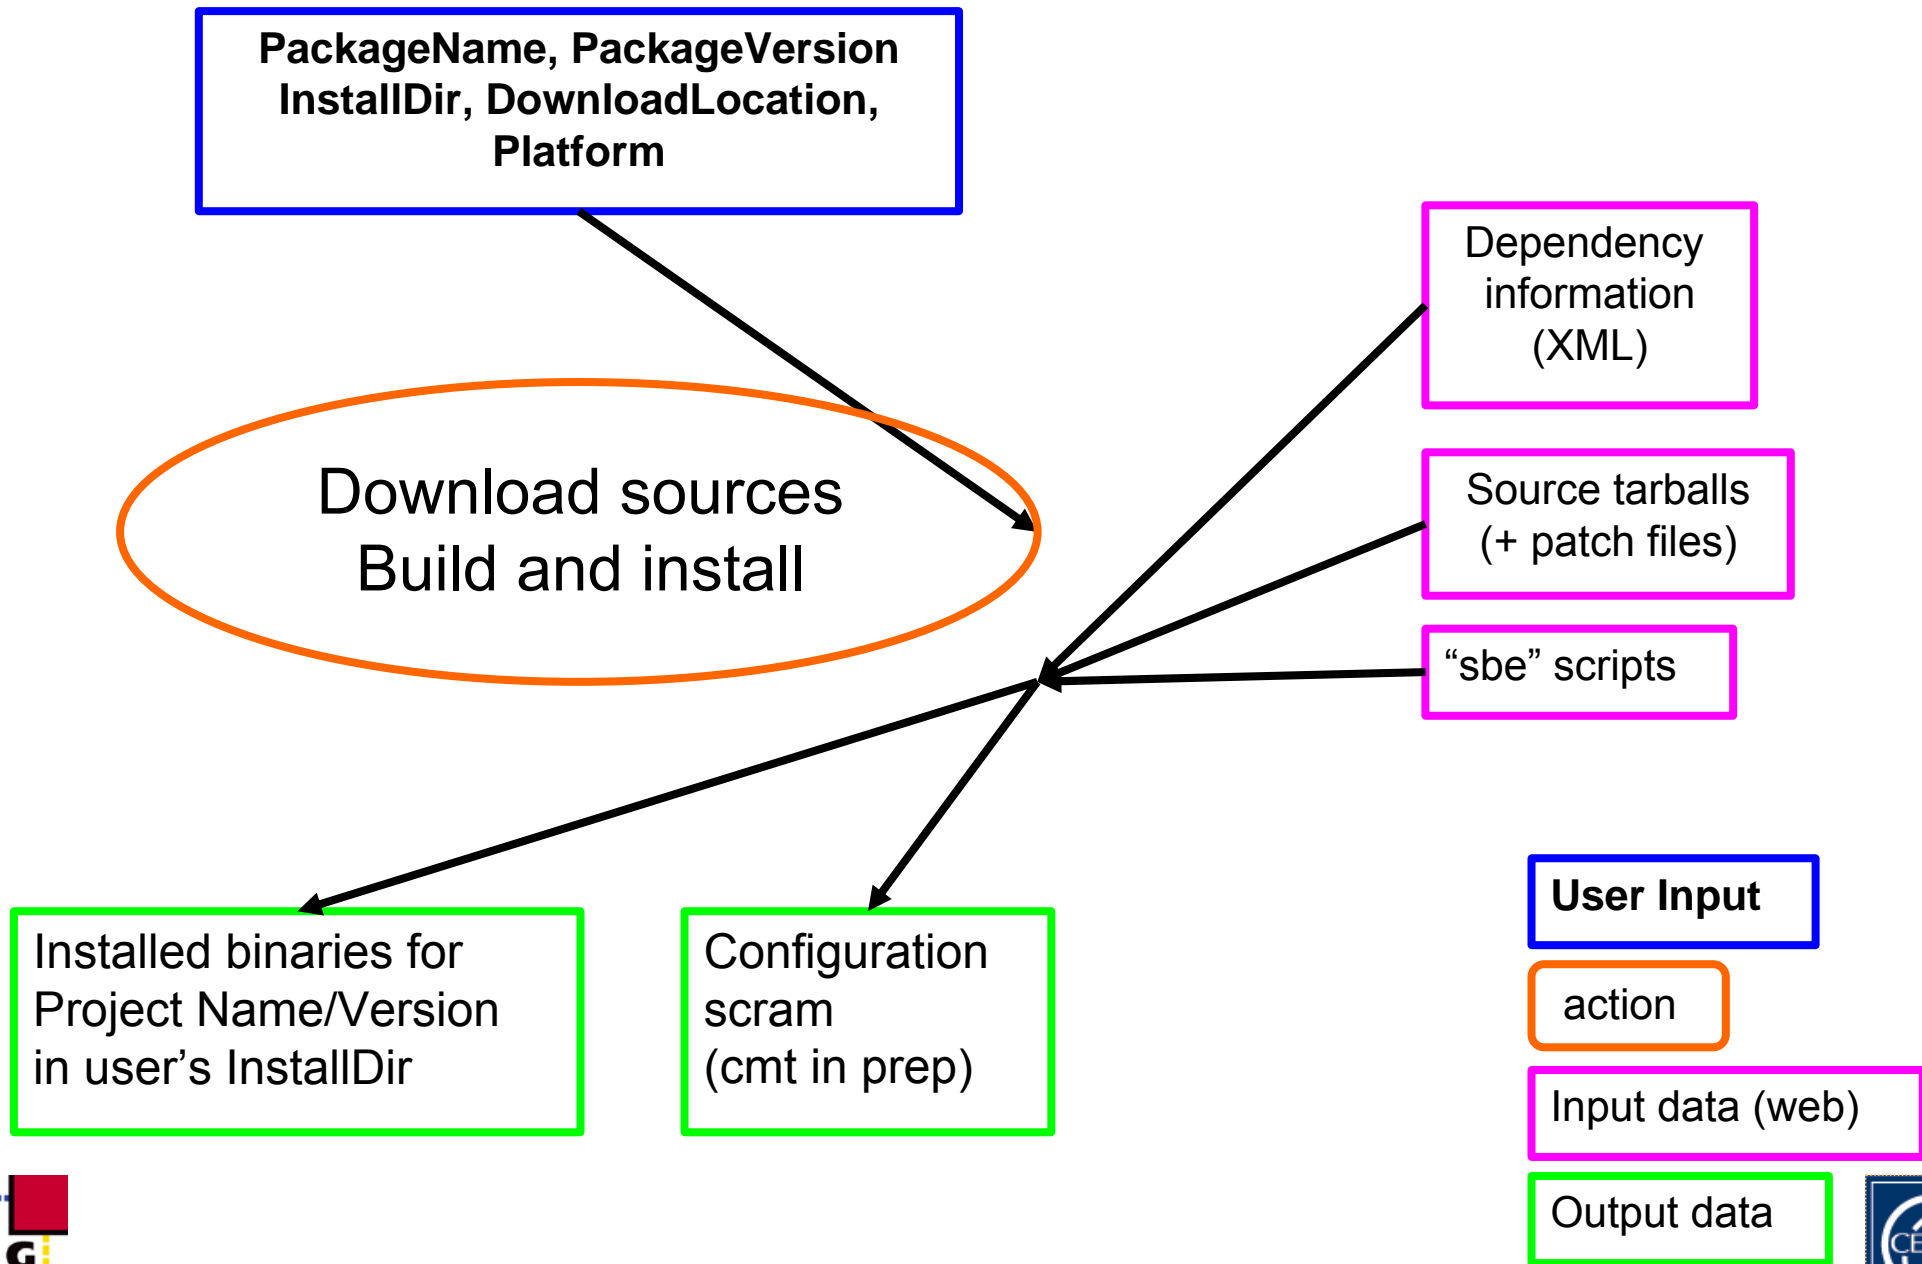 PackageName, PackageVersion
InstallDir, DownloadLocation,
Platform
Dependency
information
(XML)
Download sources
Build and install
Source tarballs
(+ patch files)
“sbe” scripts
Installed binaries for
Project Name/Version
in user’s InstallDir
Configuration
scram
(cmt in prep)
User Input
action
Input data (web)
Output data
G
CE